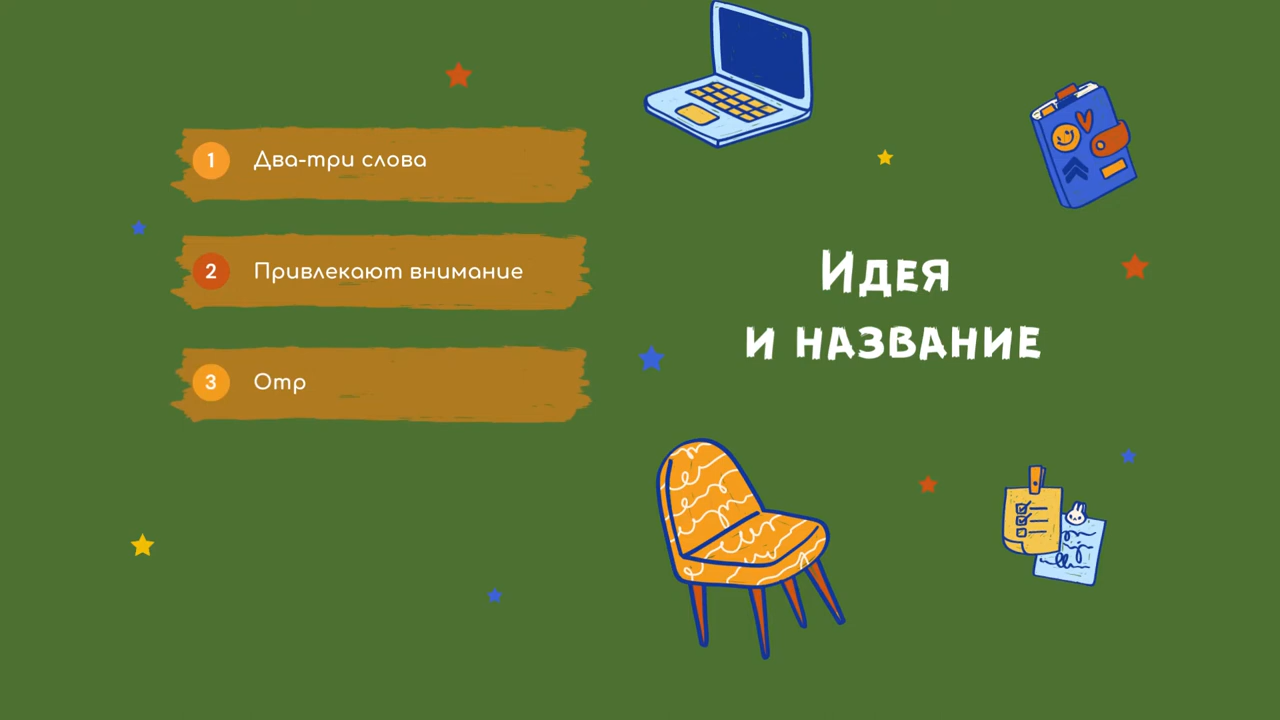 1 Два-три слова
2 Привлекают внимание
3 Отр
Идея
и название